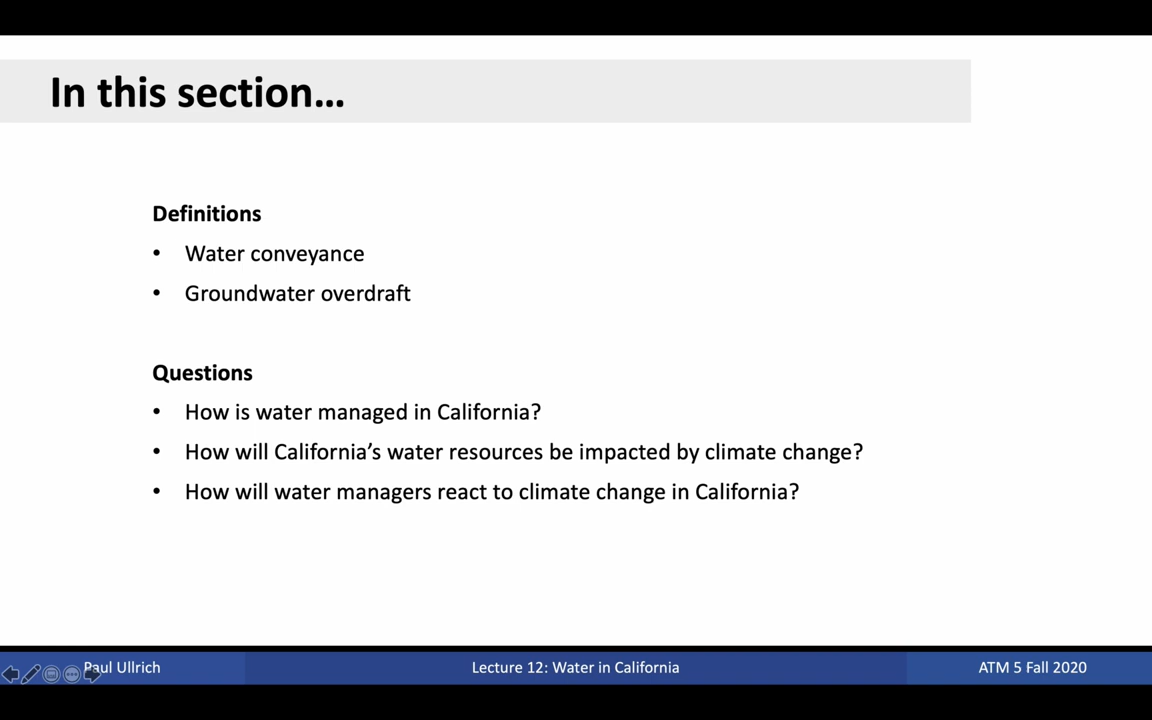 In this section...
Definitions
• Water conveyance
• Groundwater overdraft
Questions
• How is water managed in California?
• How will California’s water resources be impacted by climate change?
• How will water managers react to climate change in California?
Paul Ullrich
Lecture 12: Water in California
ATM 5 Fall 2020